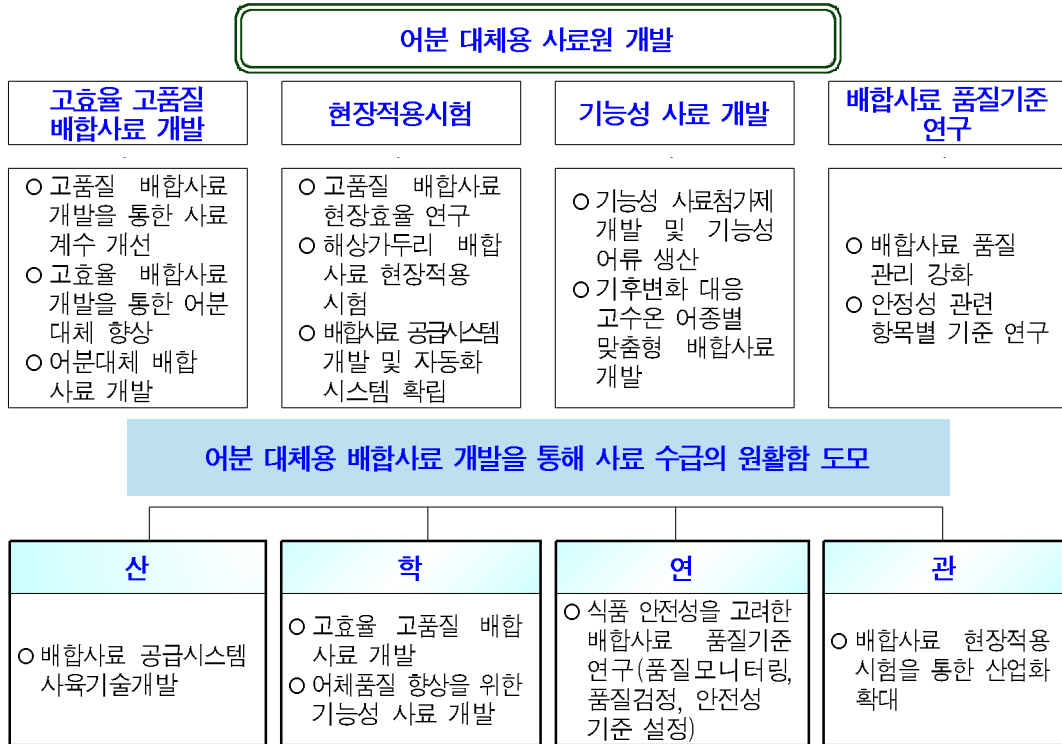 어분 대체용 사료원 개발
고효율 고품질
배합사료 개발
○ 고품질 배합사료
개발을 통한 사료
계수 개선
○ 고효율 배합사료
개발을 통한 어분
대체 향상
○ 어분대체 배합
사료 개발
현장적용시험
○ 고품질 배합사료
현장효율 연구
○ 해상가두리 배합
사료 현장적용
시험
○ 배합사료 공급시스템
개발 및 자동화
시스템 확립
기능성 사료 개발
○ 기능성 사료첨가제
개발 및 기능성
어류 생산
○ 기후변화 대응
고수온 어종별
맞춤형 배합사료
개발
배합사료 품질기준
연구
○ 배합사료 품질
관리 강화
○ 안정성 관련
항목별 기준 연구
어분 대체용 배합사료 개발을 통해 사료 수급의 원활함 도모
산
○ 배합사료 공급시스템
사육기술개발
학
○ 고효율 고품질 배합
사료 개발
○ 어체품질 향상을 위한
기능성 사료 개발
연
○ 식품 안전성을 고려한
배합사료 품질기준
연구(품질모니터링,
품질검정, 안전성
기준 설정)
관
○ 배합사료 현장적용
시험을 통한 산업화
확대